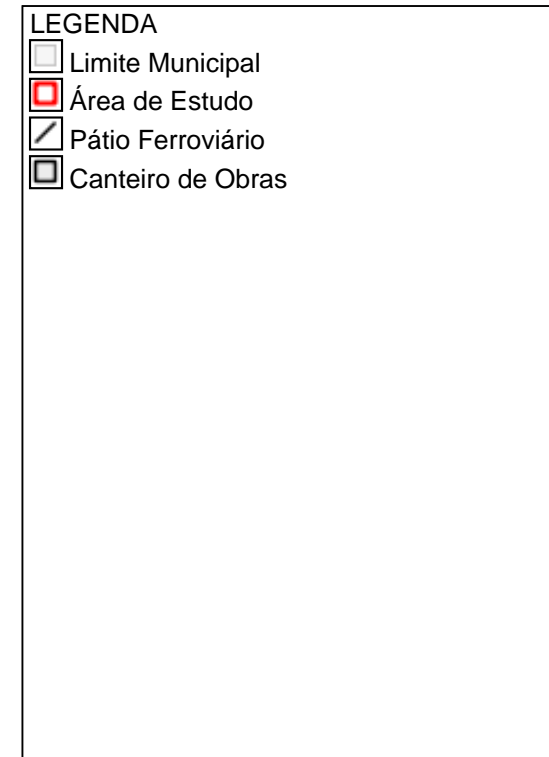 LEGENDA
Limite Municipal
Área de Estudo
Pátio Ferroviário
Canteiro de Obras